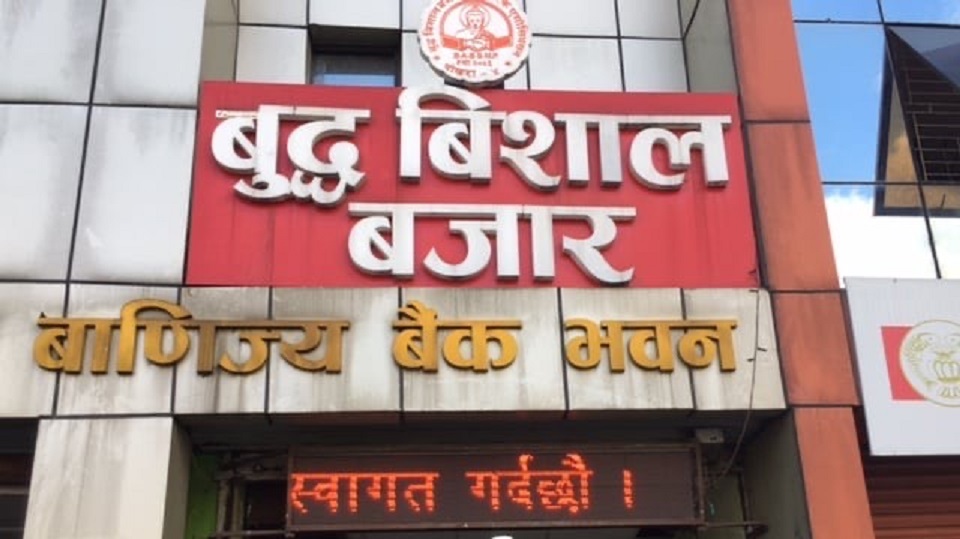 बुद्ध बिशाल
बजार
बाणिज्य बैक भवन
स्वागत गर्दछौ ।